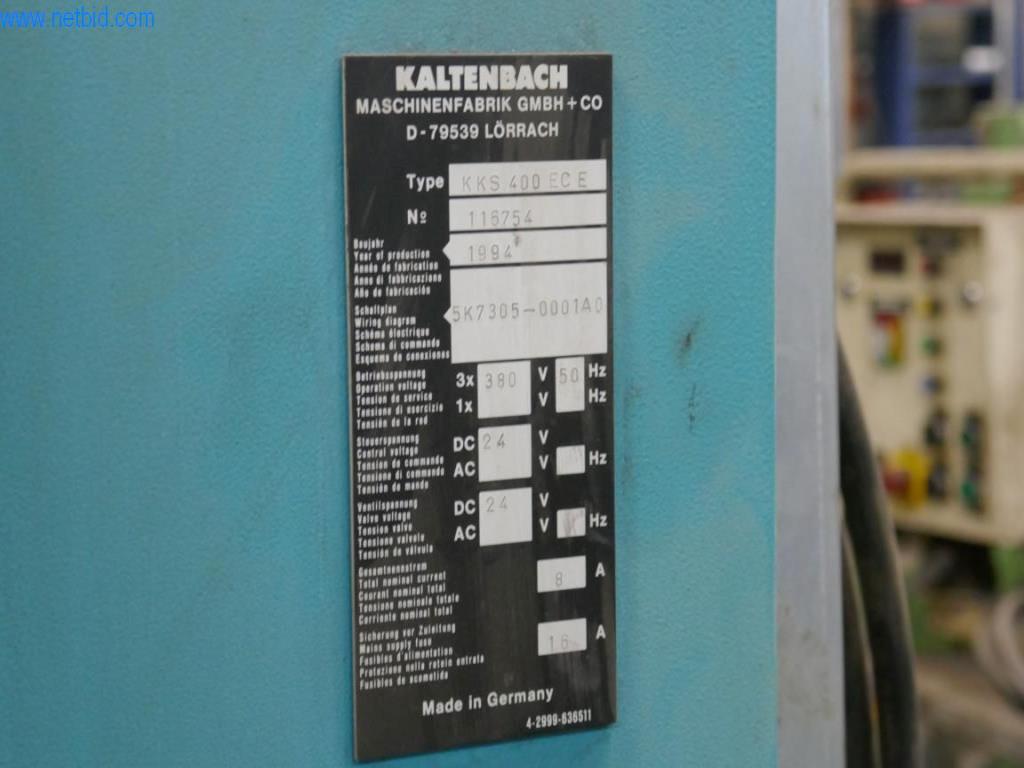 www.netbid.com
KALTENBACH
MASCHINENFABRIK GMBH + CO
D-79539 LÖRRACH
Type KKS 400 EC E
Nº 116754
Baujahr
Year of production 1994
Année de fabrication
Anno di fabbricazione
Año de fabricación
Schaltplan
Wiring diagram 5K7305-0001A0
Schéma électrique
Schema di comando
Esquema de conexiones
Betriebsspannung
Operation voltage 3x 380 V 50 Hz
Tension de service
Tensione di esercizio 1x V Hz
Tensión de la red
Steuerspannung
Control voltage DC 24 V
Tension de commande
Tensione di comando AC V Hz
Tensión de mando
Ventilspannung
Valve voltage DC 24 V
Tension valve
Tensione valvole AC V Hz
Tensión de válvula
Gesamtnennstrom
Total nominal current 8 A
Courant nominal total
Tensione nominale totale
Corriente nominal total
Sicherung vor Zuleitung
Mains supply fuse 16 A
Fusibles d'alimentation
Protezione nella retein entrata
Fusibles de acometida
Made in Germany
4-2999-636511